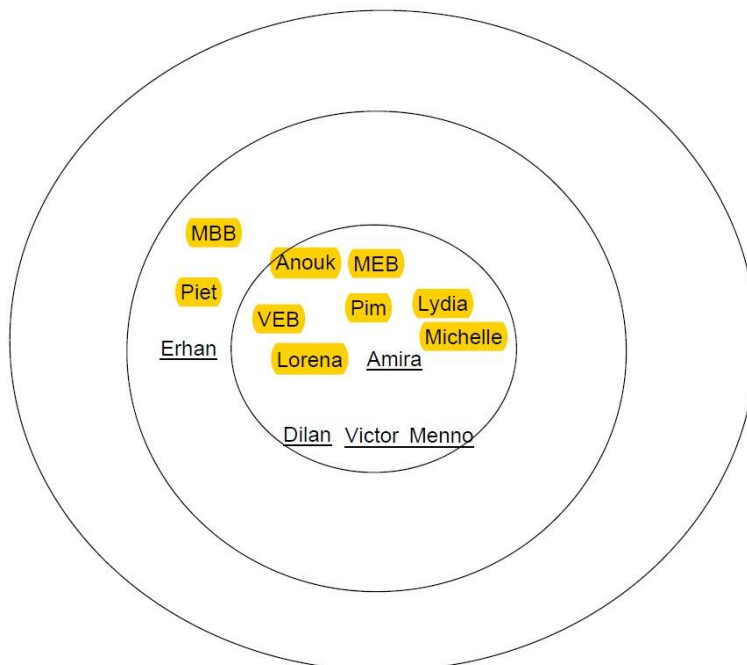 MBB
Anouk MEB
Piet
Pim Lydia
VEB
Michelle
Erhan
Lorena Amira
Dilan Victor Menno